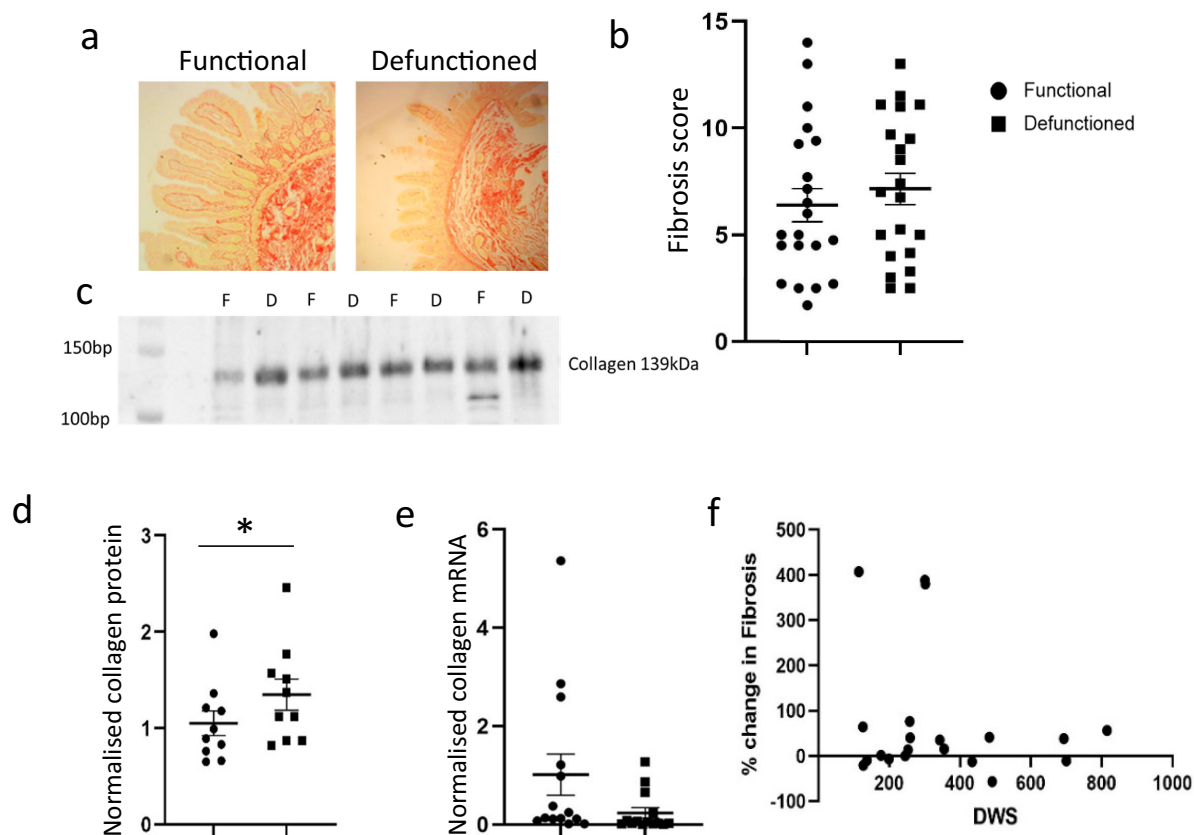 a
Functional Defunctioned
b
15
10
5
0
Fibrosis score
Functional
Defunctioned
c
F D F D F D F D
150bp
100bp
Collagen 139kDa
d
*
3
2
1
0
Normalised collagen protein
e
6
4
2
0
Normalised collagen mRNA
f
500
400
300
200
100
0
-100
% change in Fibrosis
200 400 600 800 1000
DWS